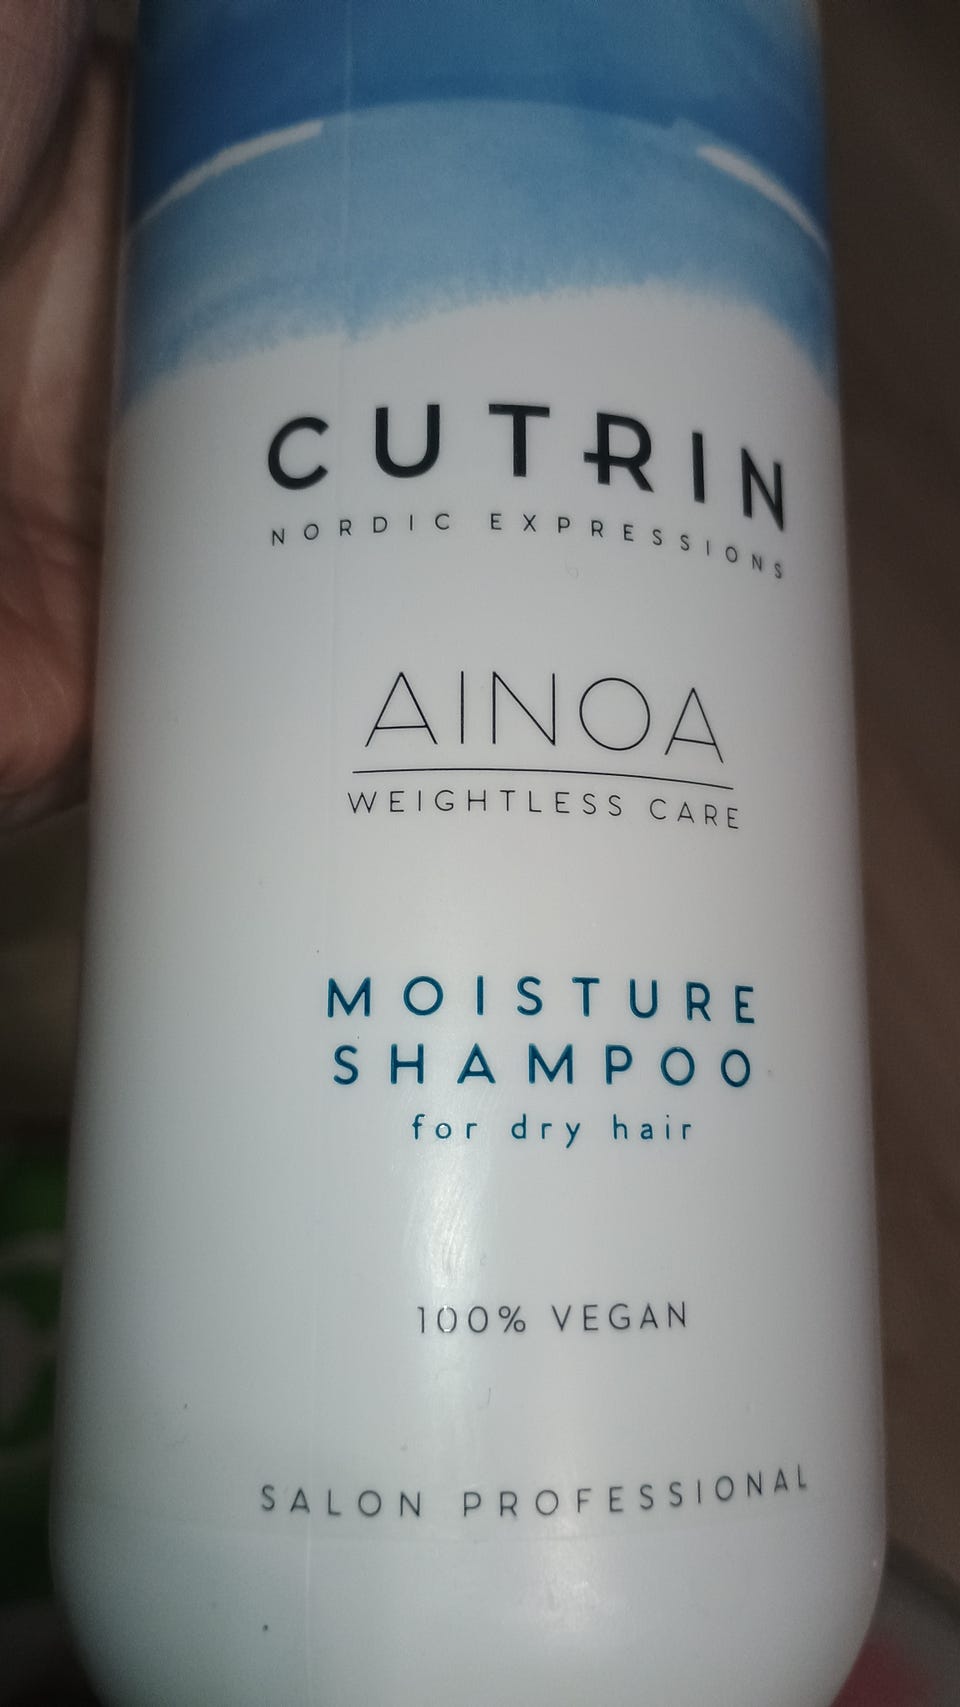 CUTRIN
NORDIC EXPRESSIONS
AINOA
WEIGHTLESS CARE
MOISTURE
SHAMPOO
for dry hair
100% VEGAN
SALON PROFESSIONAL